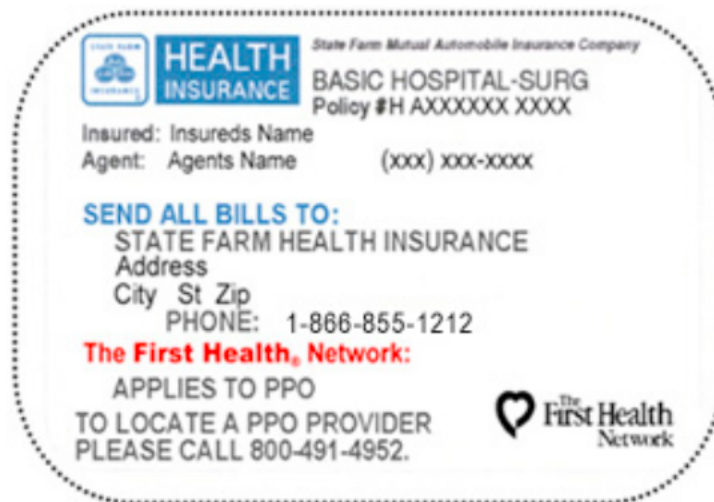 STATE FARM
INSURANCE
HEALTH
INSURANCE
State Farm Mutual Automobile Insurance Company
BASIC HOSPITAL-SURG
Policy #H AXXXXXX XXXX
Insured: Insureds Name
Agent: Agents Name (xxx) xxx-xxxx
SEND ALL BILLS TO:
STATE FARM HEALTH INSURANCE
Address
City St Zip
PHONE: 1-866-855-1212
The First Health® Network:
APPLIES TO PPO
TO LOCATE A PPO PROVIDER
PLEASE CALL 800-491-4952.
The
First Health
Network